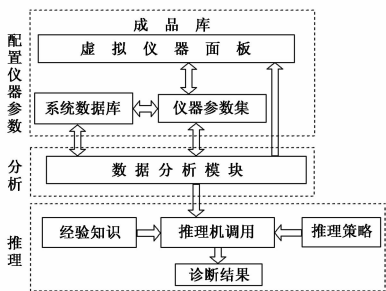 成品库
虚拟仪器面板
配置仪器参数
系统数据库
仪器参数集
分析
数据分析模块
推理
经验知识
推理机调用
推理策略
诊断结果